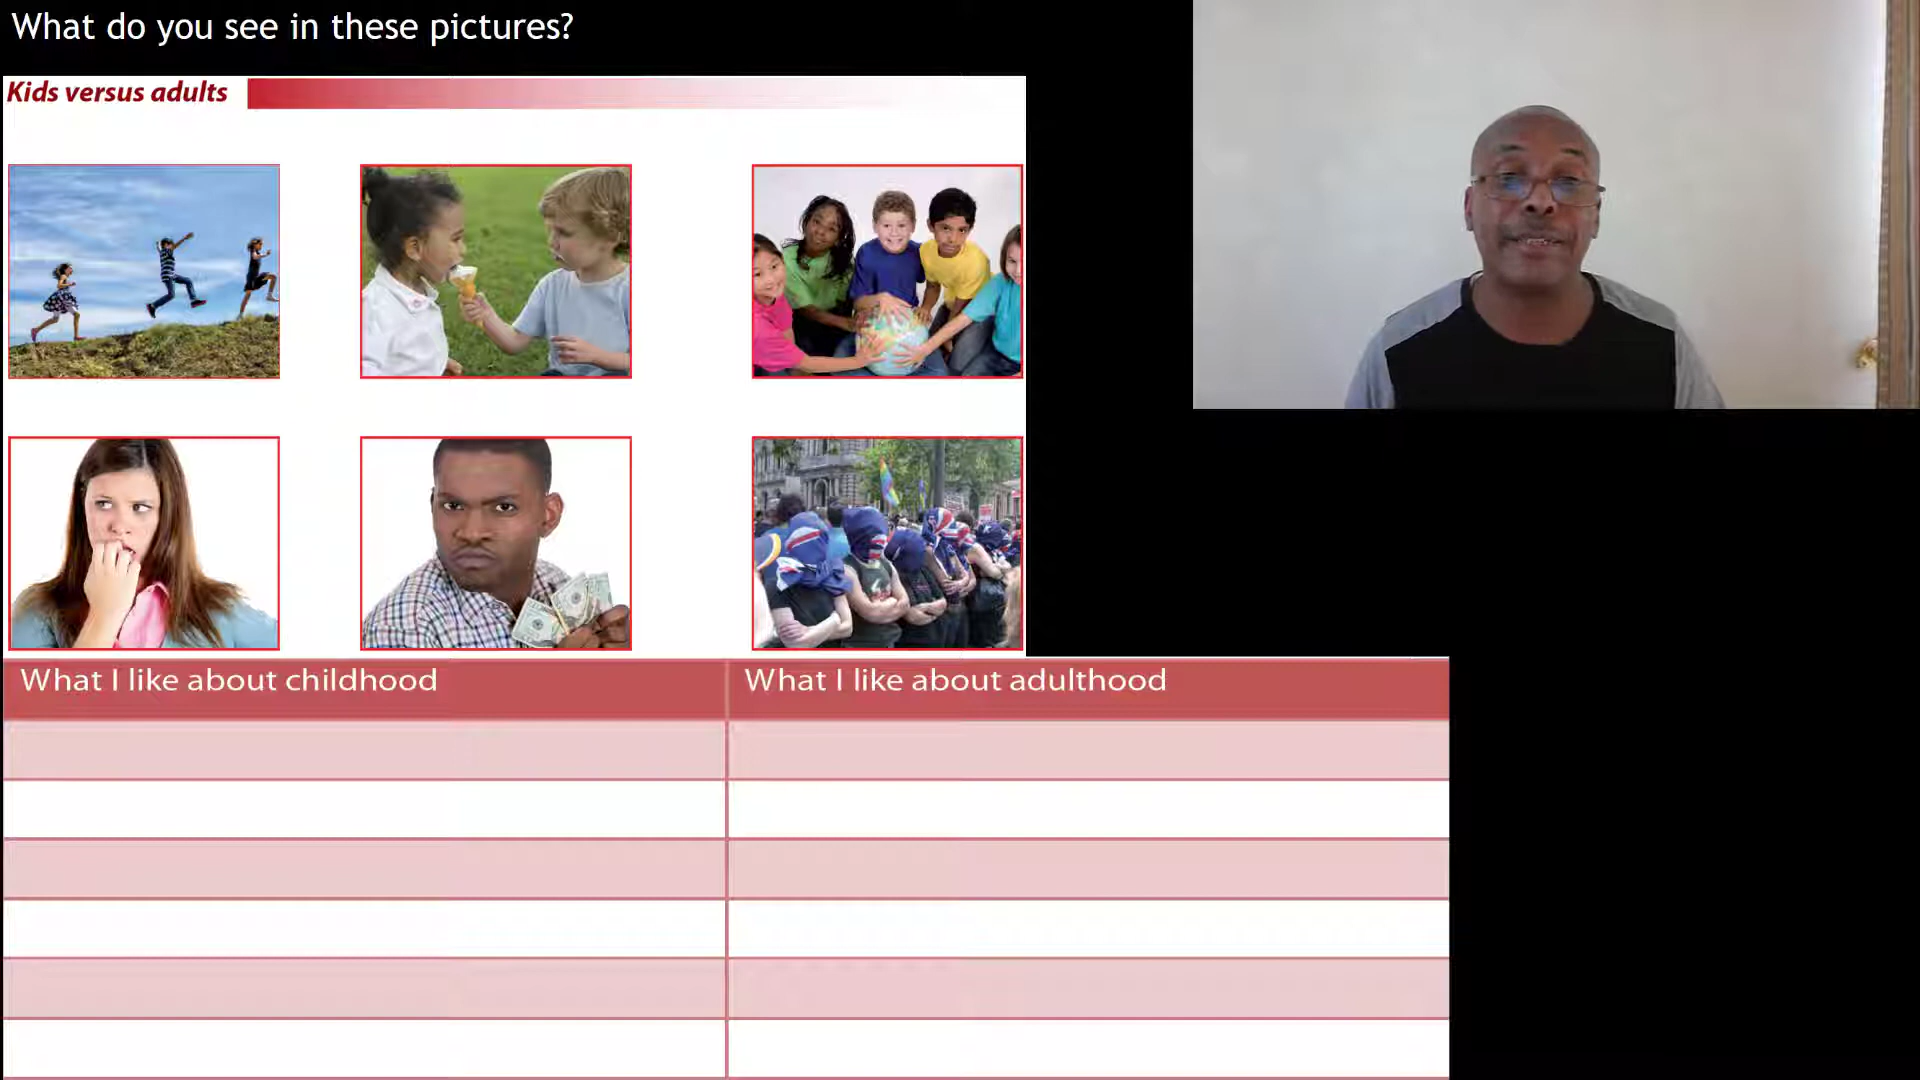 What do you see in these pictures?
Kids versus adults
What I like about childhood
What I like about adulthood